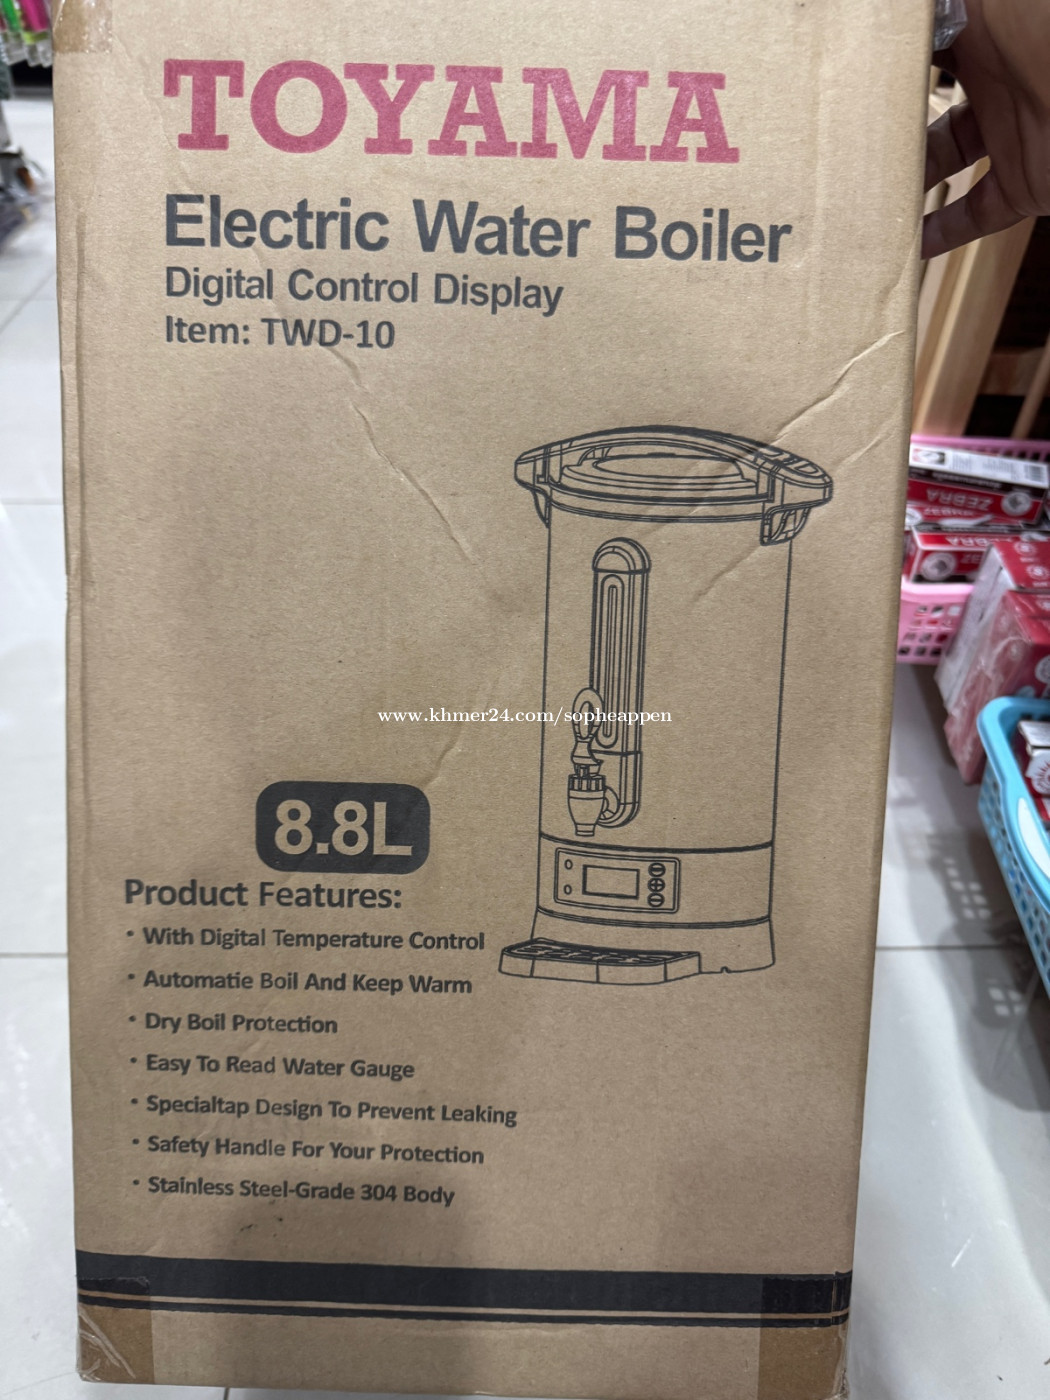 TOYAMA
Electric Water Boiler
Digital Control Display
Item: TWD-10
www.khmer24.com/sopheappen
8.8L
Product Features:
· With Digital Temperature Control
· Automatie Boil And Keep Warm
· Dry Boil Protection
· Easy To Read Water Gauge
· Specialtap Design To Prevent Leaking
· Safety Handle For Your Protection
· Stainless Steel-Grade 304 Body
ZEBRA